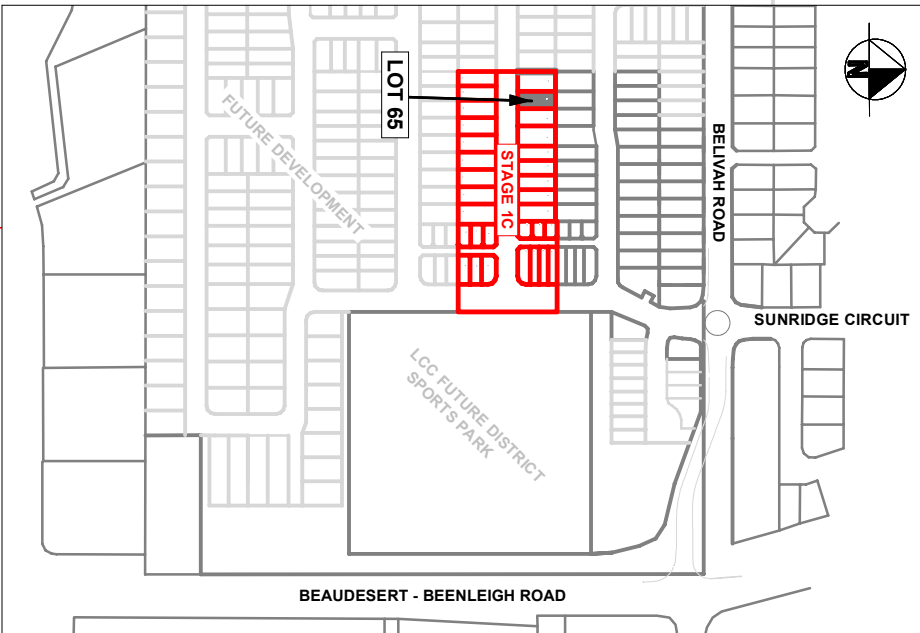 LOT 65
N
FUTURE DEVELOPMENT
STAGE 1C
BELIVAH ROAD
SUNRIDGE CIRCUIT
LCC FUTURE DISTRICT
SPORTS PARK
BEAUDESERT - BEENLEIGH ROAD